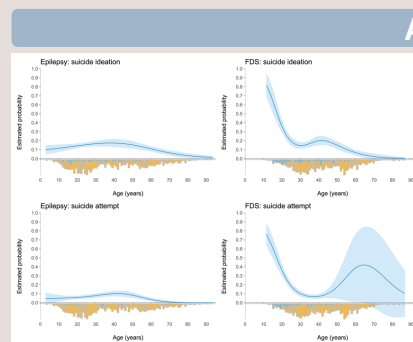 A
Epilepsy: suicide ideation
Estimated probability
1.0
0.9
0.8
0.7
0.6
0.5
0.4
0.3
0.2
0.1
0.0
0 10 20 30 40 50 60 70 80 90
Age (years)
FDS: suicide ideation
Estimated probability
1.0
0.9
0.8
0.7
0.6
0.5
0.4
0.3
0.2
0.1
0.0
0 10 20 30 40 50 60 70 80 90
Age (years)
Epilepsy: suicide attempt
Estimated probability
1.0
0.9
0.8
0.7
0.6
0.5
0.4
0.3
0.2
0.1
0.0
0 10 20 30 40 50 60 70 80 90
Age (years)
FDS: suicide attempt
Estimated probability
1.0
0.9
0.8
0.7
0.6
0.5
0.4
0.3
0.2
0.1
0.0
0 10 20 30 40 50 60 70 80 90
Age (years)